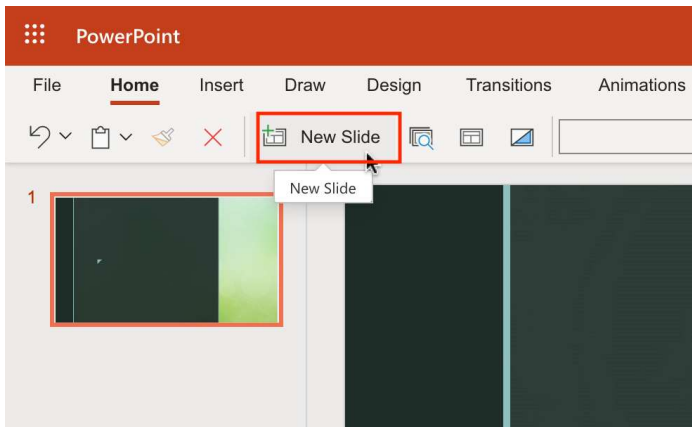 PowerPoint
File Home Insert Draw Design Transitions Animations
New Slide
New Slide
1